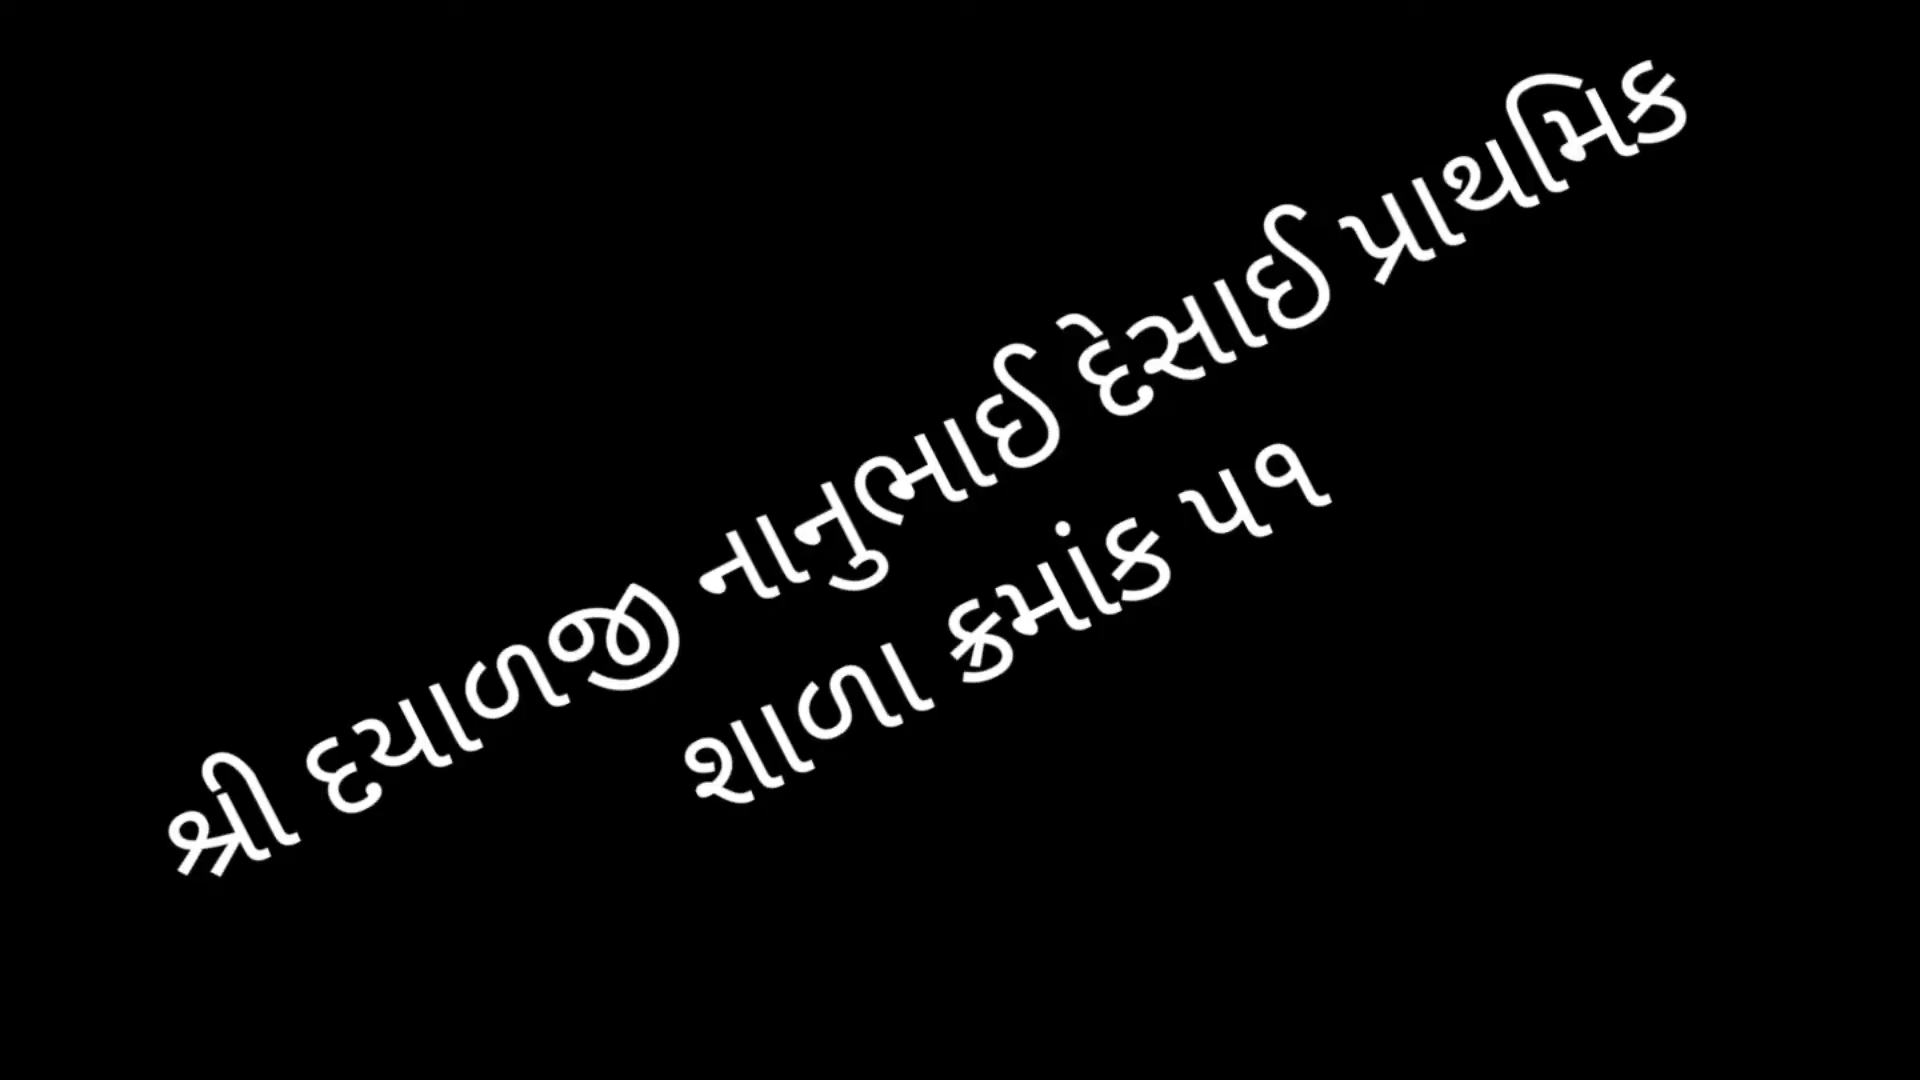 શ્રી દયાળજી નાનુભાઈ દેસાઈ પ્રાથમિક
શાળા ક્રમાંક ૫૧